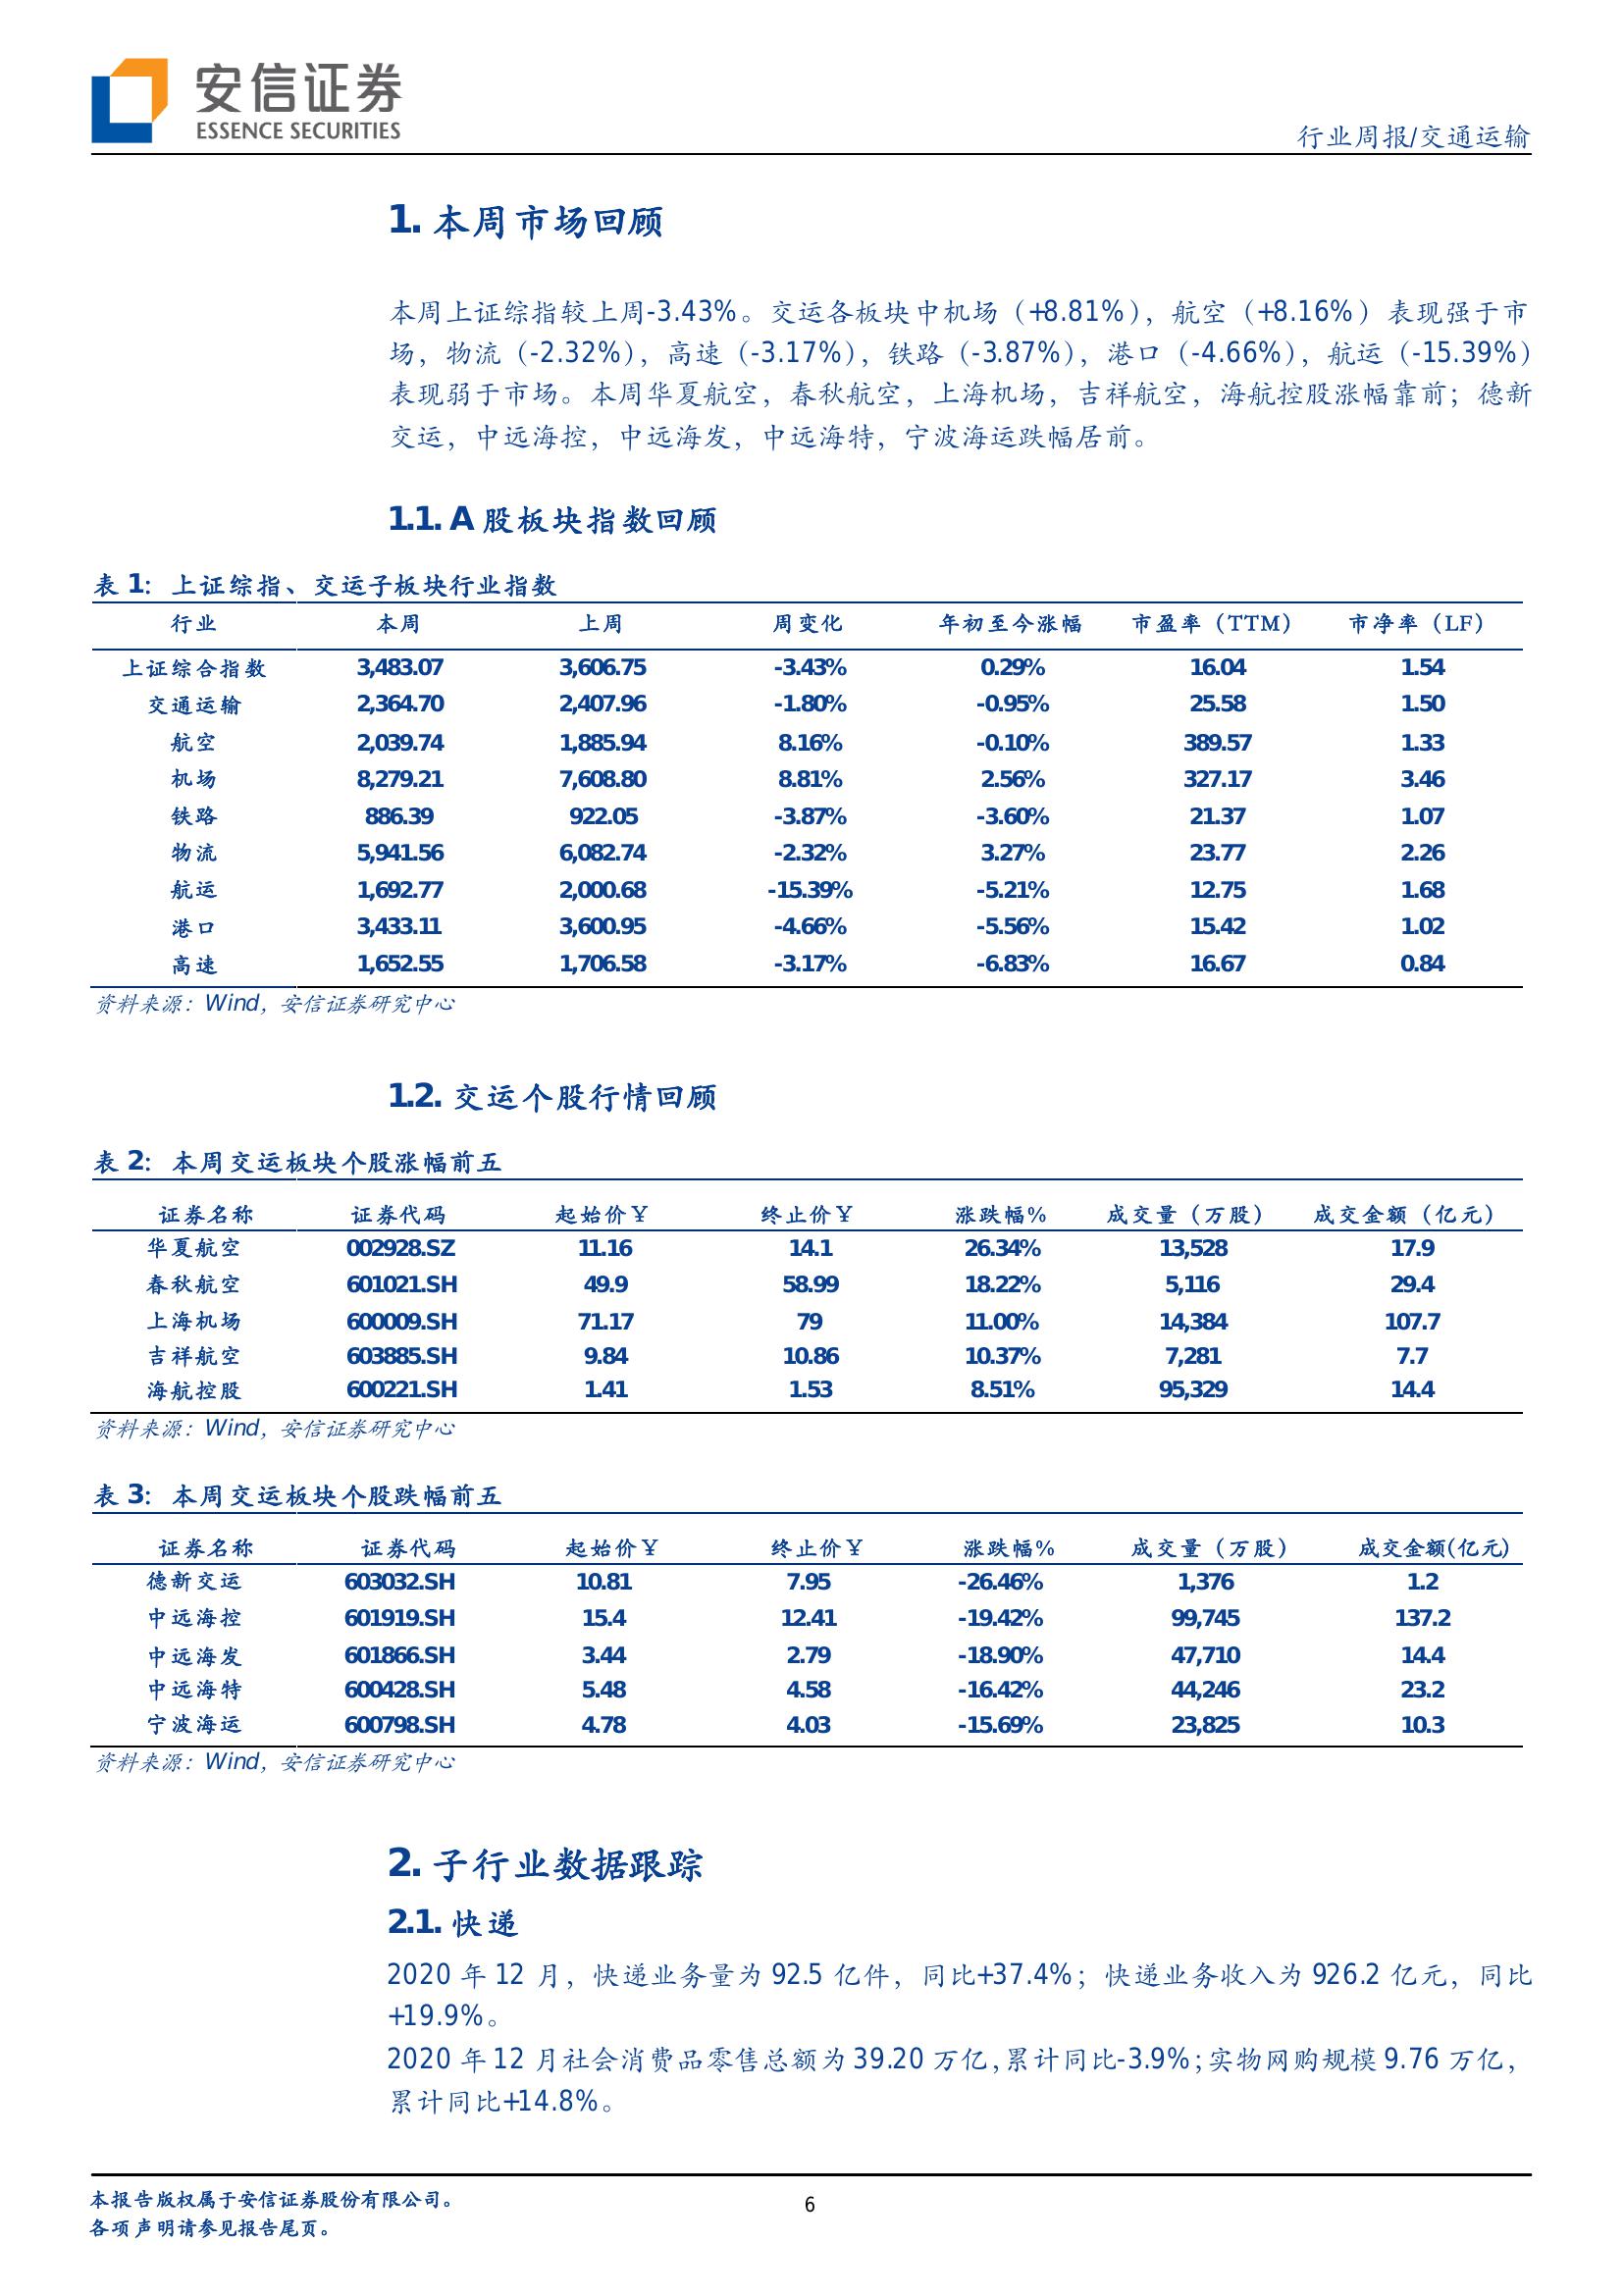 安信证券
ESSENCE SECURITIES
行业周报/交通运输
1. 本周市场回顾
本周上证综指较上周-3.43%。交运各板块中机场（+8.81%），航空（+8.16%）表现强于市
场，物流（-2.32%），高速（-3.17%），铁路（-3.87%），港口（-4.66%），航运（-15.39%）
表现弱于市场。本周华夏航空，春秋航空，上海机场，吉祥航空，海航控股涨幅靠前；德新
交运，中远海控，中远海发，中远海特，宁波海运跌幅居前。
1.1. A 股板块指数回顾
表 1：上证综指、交运子板块行业指数
行业 本周 上周 周变化 年初至今涨幅 市盈率（TTM） 市净率（LF）
上证综合指数 3,483.07 3,606.75 -3.43% 0.29% 16.04 1.54
交通运输 2,364.70 2,407.96 -1.80% -0.95% 25.58 1.50
航空 2,039.74 1,885.94 8.16% -0.10% 389.57 1.33
机场 8,279.21 7,608.80 8.81% 2.56% 327.17 3.46
铁路 886.39 922.05 -3.87% -3.60% 21.37 1.07
物流 5,941.56 6,082.74 -2.32% 3.27% 23.77 2.26
航运 1,692.77 2,000.68 -15.39% -5.21% 12.75 1.68
港口 3,433.11 3,600.95 -4.66% -5.56% 15.42 1.02
高速 1,652.55 1,706.58 -3.17% -6.83% 16.67 0.84
资料来源：Wind，安信证券研究中心
1.2. 交运个股行情回顾
表 2：本周交运板块个股涨幅前五
证券名称 证券代码 起始价￥ 终止价￥ 涨跌幅% 成交量（万股） 成交金额（亿元）
华夏航空 002928.SZ 11.16 14.1 26.34% 13,528 17.9
春秋航空 601021.SH 49.9 58.99 18.22% 5,116 29.4
上海机场 600009.SH 71.17 79 11.00% 14,384 107.7
吉祥航空 603885.SH 9.84 10.86 10.37% 7,281 7.7
海航控股 600221.SH 1.41 1.53 8.51% 95,329 14.4
资料来源：Wind，安信证券研究中心
表 3：本周交运板块个股跌幅前五
证券名称 证券代码 起始价￥ 终止价￥ 涨跌幅% 成交量（万股） 成交金额(亿元)
德新交运 603032.SH 10.81 7.95 -26.46% 1,376 1.2
中远海控 601919.SH 15.4 12.41 -19.42% 99,745 137.2
中远海发 601866.SH 3.44 2.79 -18.90% 47,710 14.4
中远海特 600428.SH 5.48 4.58 -16.42% 44,246 23.2
宁波海运 600798.SH 4.78 4.03 -15.69% 23,825 10.3
资料来源：Wind，安信证券研究中心
2. 子行业数据跟踪
2.1. 快递
2020 年 12 月，快递业务量为 92.5 亿件，同比+37.4%；快递业务收入为 926.2 亿元，同比
+19.9%。
2020 年 12 月社会消费品零售总额为 39.20 万亿,累计同比-3.9%;实物网购规模 9.76 万亿，
累计同比+14.8%。
本报告版权属于安信证券股份有限公司。
6
各项声明请参见报告尾页。